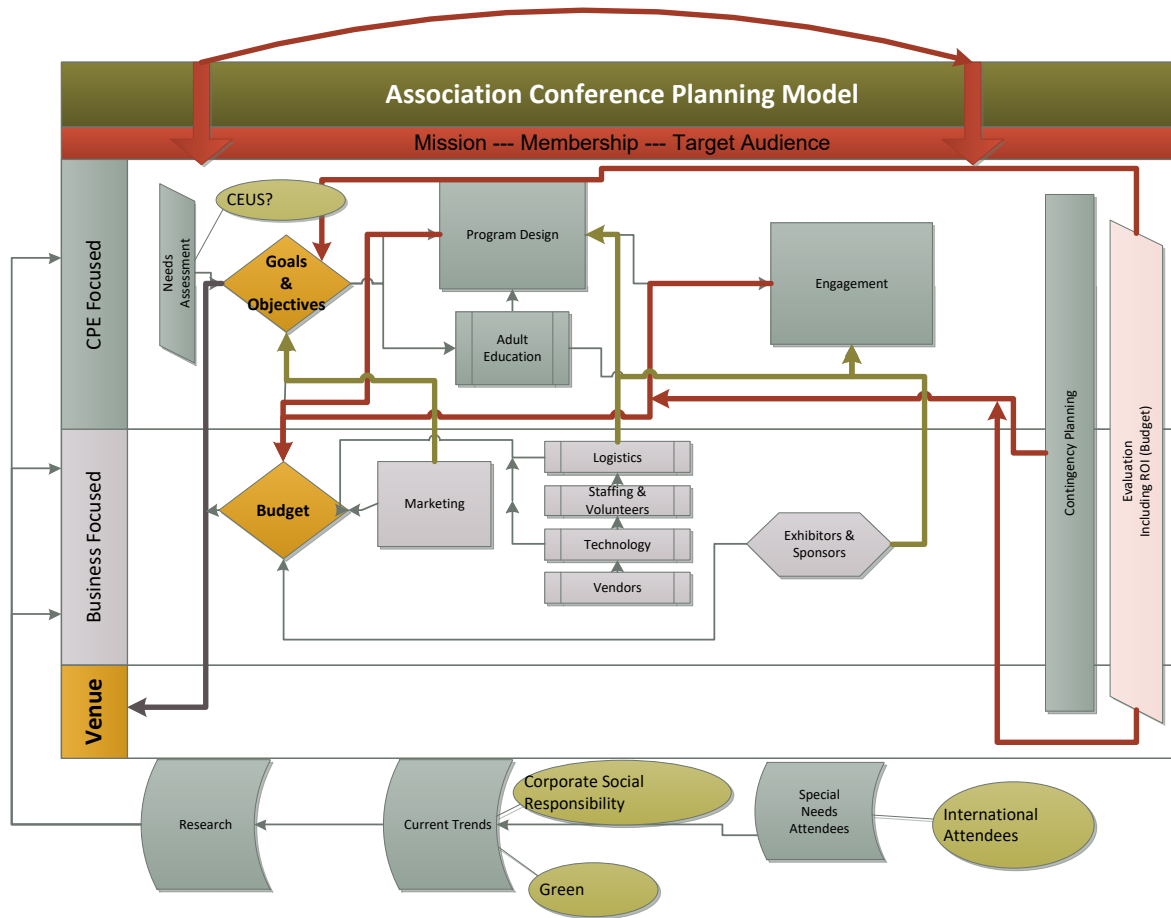 Association Conference Planning Model
Mission --- Membership --- Target Audience
CPE Focused
Needs
Assessment
CEUS?
Goals
&
Objectives
Program Design
Adult
Education
Engagement
Business Focused
Budget
Marketing
Logistics
Staffing &
Volunteers
Technology
Vendors
Exhibitors &
Sponsors
Contingency Planning
Evaluation
Including ROI (Budget)
Venue
Research
Current Trends
Corporate Social
Responsibility
Green
Special
Needs
Attendees
International
Attendees